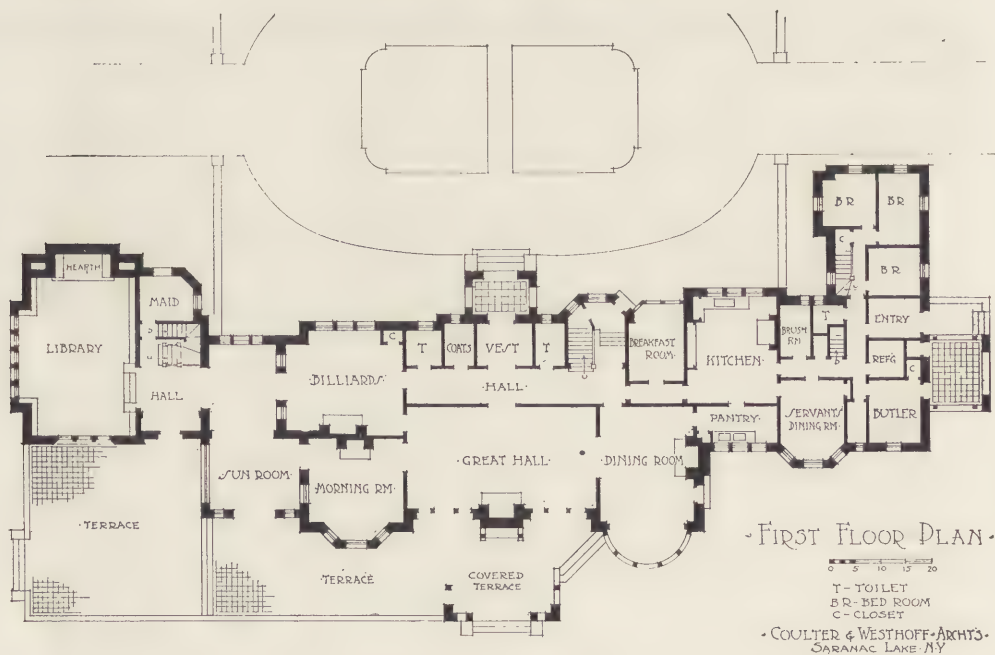 B R
B R
C
HEARTH
MAID
B R
LIBRARY
ENTRY
T
BRUSH RM
C
T
COATS
VEST
T
BREAKFAST ROOM
KITCHEN
REFG
C
BILLIARDS
HALL
HALL
PANTRY
SERVANTS DINING RM
BUTLER
SUN ROOM
MORNING RM
GREAT HALL
DINING ROOM
TERRACE
TERRACE
COVERED TERRACE
·FIRST FLOOR PLAN·
0 5 10 15 20
T-TOILET
B R-BED ROOM
C-CLOSET
·COULTER & WESTHOFF·ARCHT'S·
SARANAC LAKE·N·Y